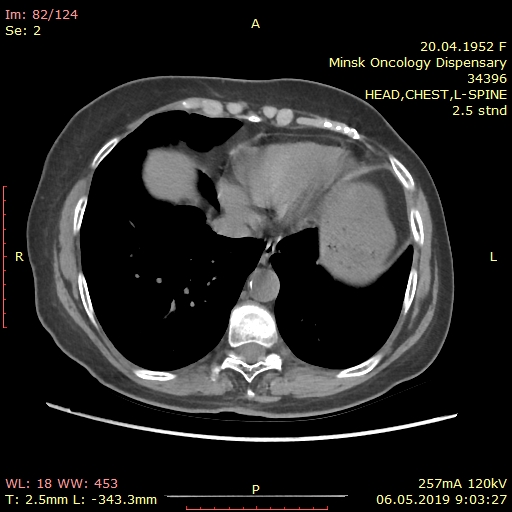 Im: 82/124
Se: 2
A
20.04.1952 F
Minsk Oncology Dispensary
34396
HEAD,CHEST,L-SPINE
2.5 stnd
R
L
WL: 18 WW: 453
T: 2.5mm L: -343.3mm
P
257mA 120kV
06.05.2019 9:03:27